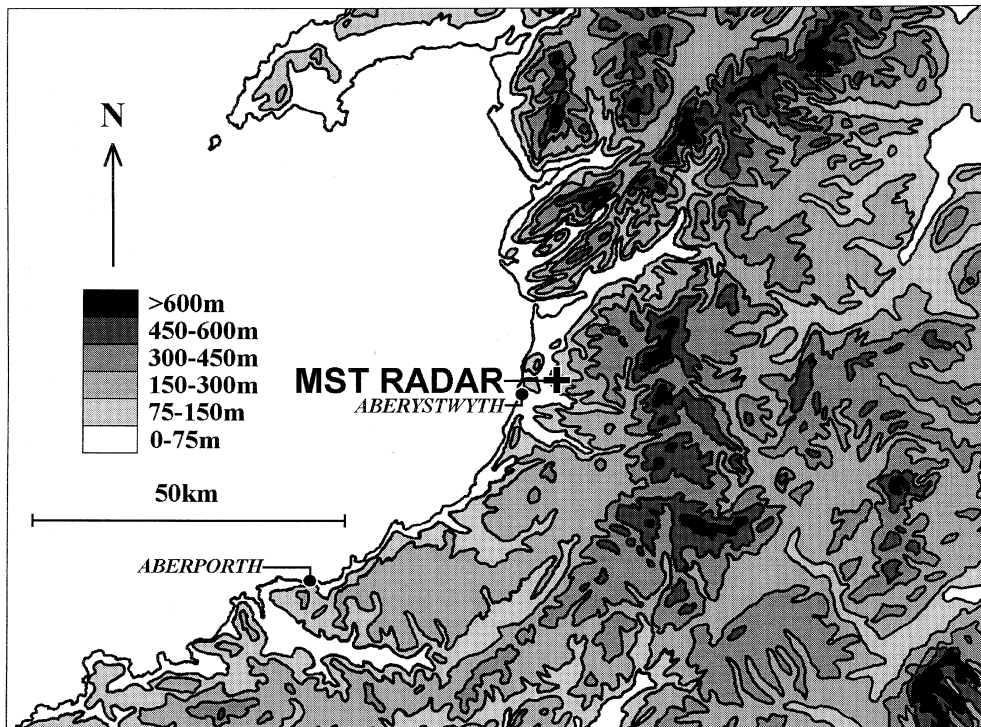 N
>600m
450-600m
300-450m
150-300m
75-150m
0-75m
MST RADAR
ABERYSTWYTH
50km
ABERPORTH